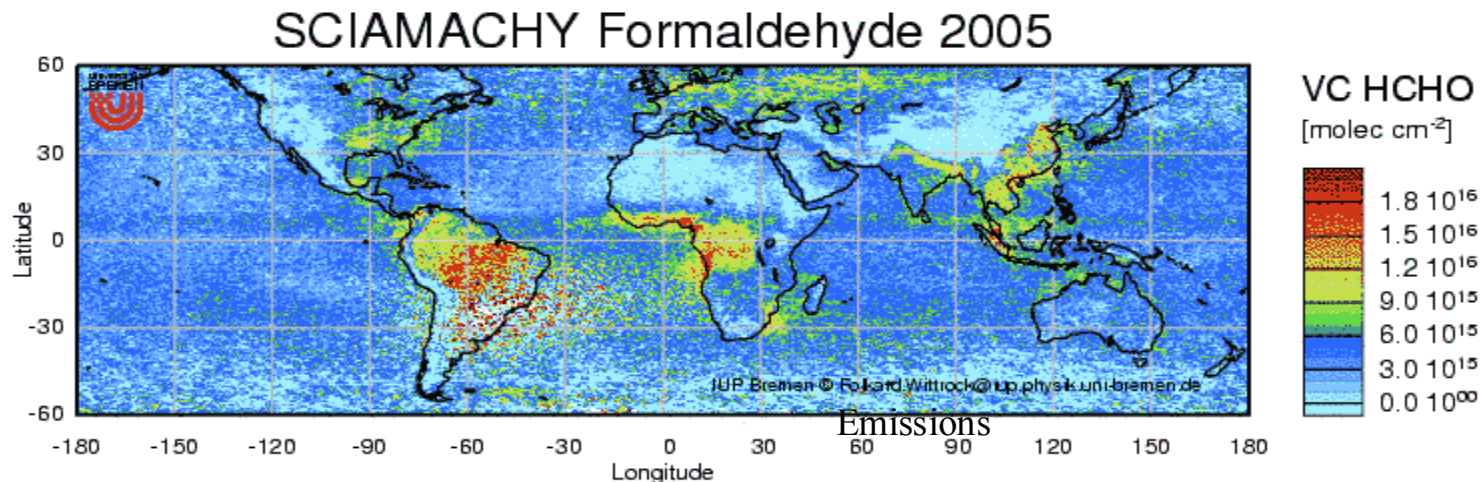 SCIAMACHY Formaldehyde 2005
UNIVERSITÄT
BREMEN
60
30
0
-30
-60
Latitude
-180 -150 -120 -90 -60 -30 0 30 60 90 120 150 180
Longitude
IUP Bremen © Folkard.Wittrock@iup.physik.uni-bremen.de
Emissions
VC HCHO
[molec cm⁻²]
1.8 10¹⁶
1.5 10¹⁶
1.2 10¹⁶
9.0 10¹⁵
6.0 10¹⁵
3.0 10¹⁵
0.0 10⁰⁰